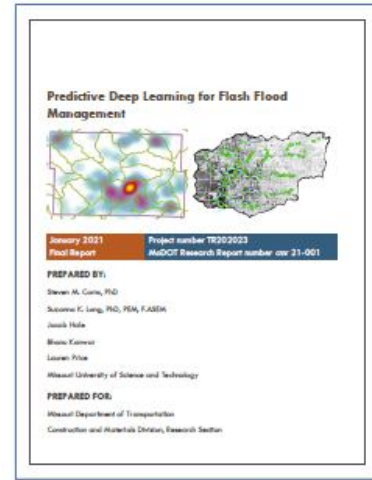 Predictive Deep Learning for Flash Flood
Management
January 2021
Final Report
Project number TR202023
MoDOT Research Report number cmr 21-001
PREPARED BY:
Steven M. Corns, PhD
Suzanna K. Long, PhD, PEM, F.ASEM
Jacob Hale
Bhanu Kanwar
Lauren Price
Missouri University of Science and Technology
PREPARED FOR:
Missouri Department of Transportation
Construction and Materials Division, Research Section